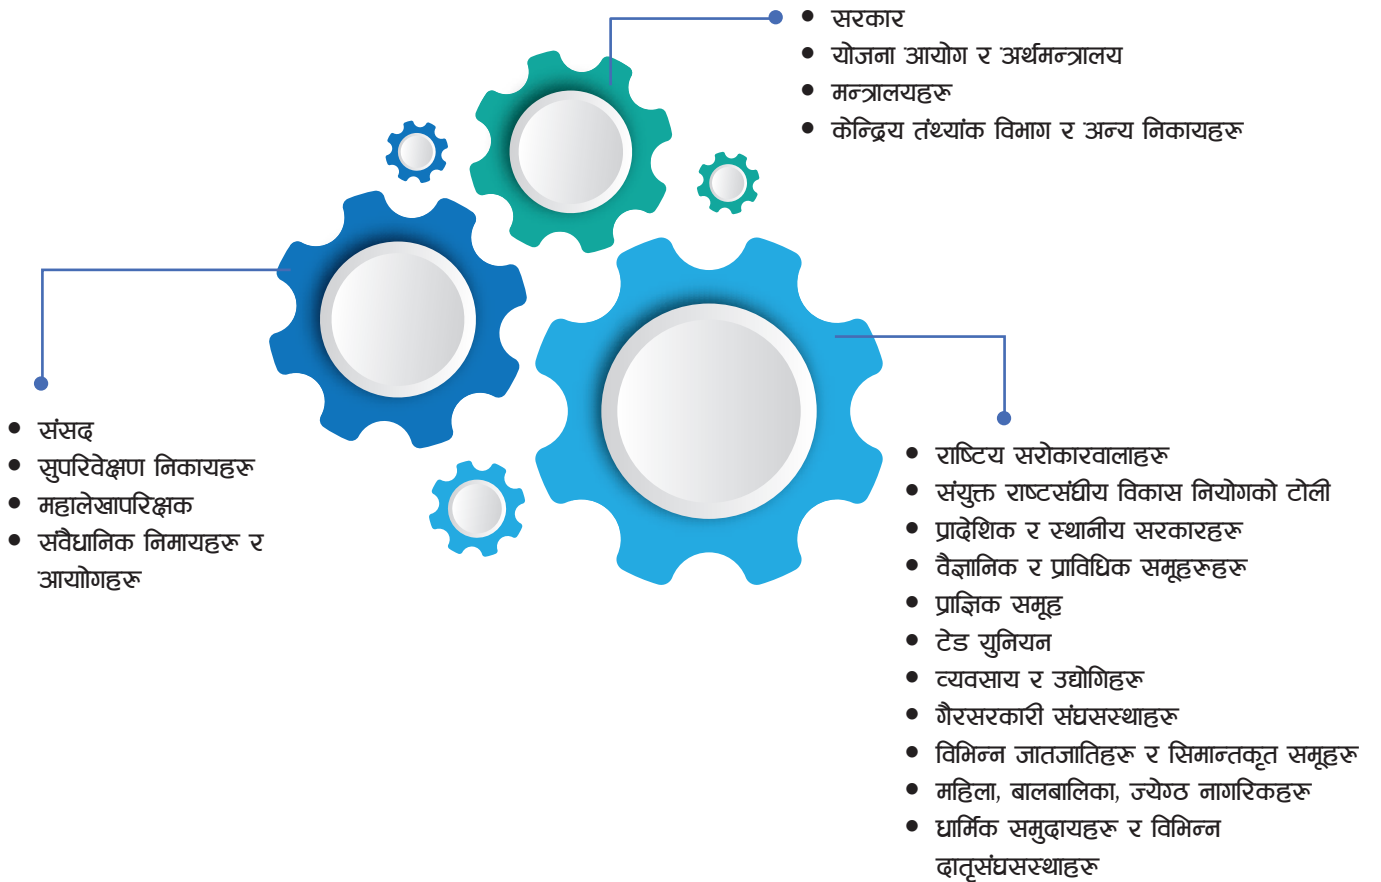 • सरकार
• योजना आयोग र अर्थमन्त्रालय
• मन्त्रालयहरू
• केन्द्रिय तंथ्यांक विभाग र अन्य निकायहरू
• संसद
• सुपरिवेक्षण निकायहरू
• महालेखापरिक्षक
• संवैधानिक निमायहरू र
आयाोगहरू
• राष्टिय सरोकारवालाहरू
• संयुक्त राष्टसंघीय विकास नियोगको टोली
• प्रादेशिक र स्थानीय सरकारहरू
• वैज्ञानिक र प्राविधिक समूहरूहरू
• प्राज्ञिक समूह
• टेड युनियन
• व्यवसाय र उद्योगिहरू
• गैरसरकारी संघसस्थाहरू
• विभिन्न जातजातिहरू र सिमान्तकृत समूहरू
• महिला, बालबालिका, ज्येग्ठ नागरिकहरू
• धार्मिक समुदायहरू र विभिन्न
दातृसंघसस्थाहरू